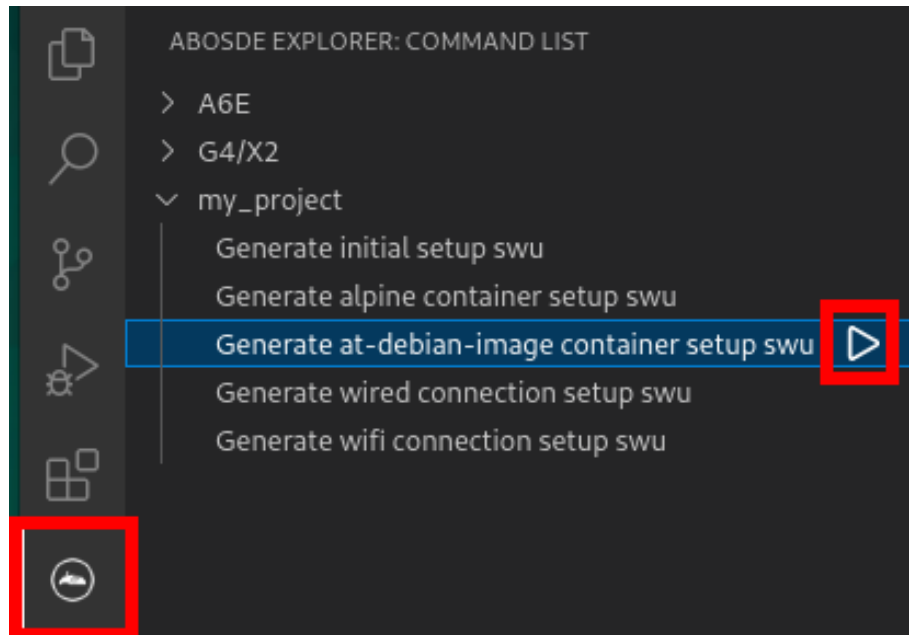 ABOSDE EXPLORER: COMMAND LIST
A6E
G4/X2
my_project
Generate initial setup swu
Generate alpine container setup swu
Generate at-debian-image container setup swu
Generate wired connection setup swu
Generate wifi connection setup swu